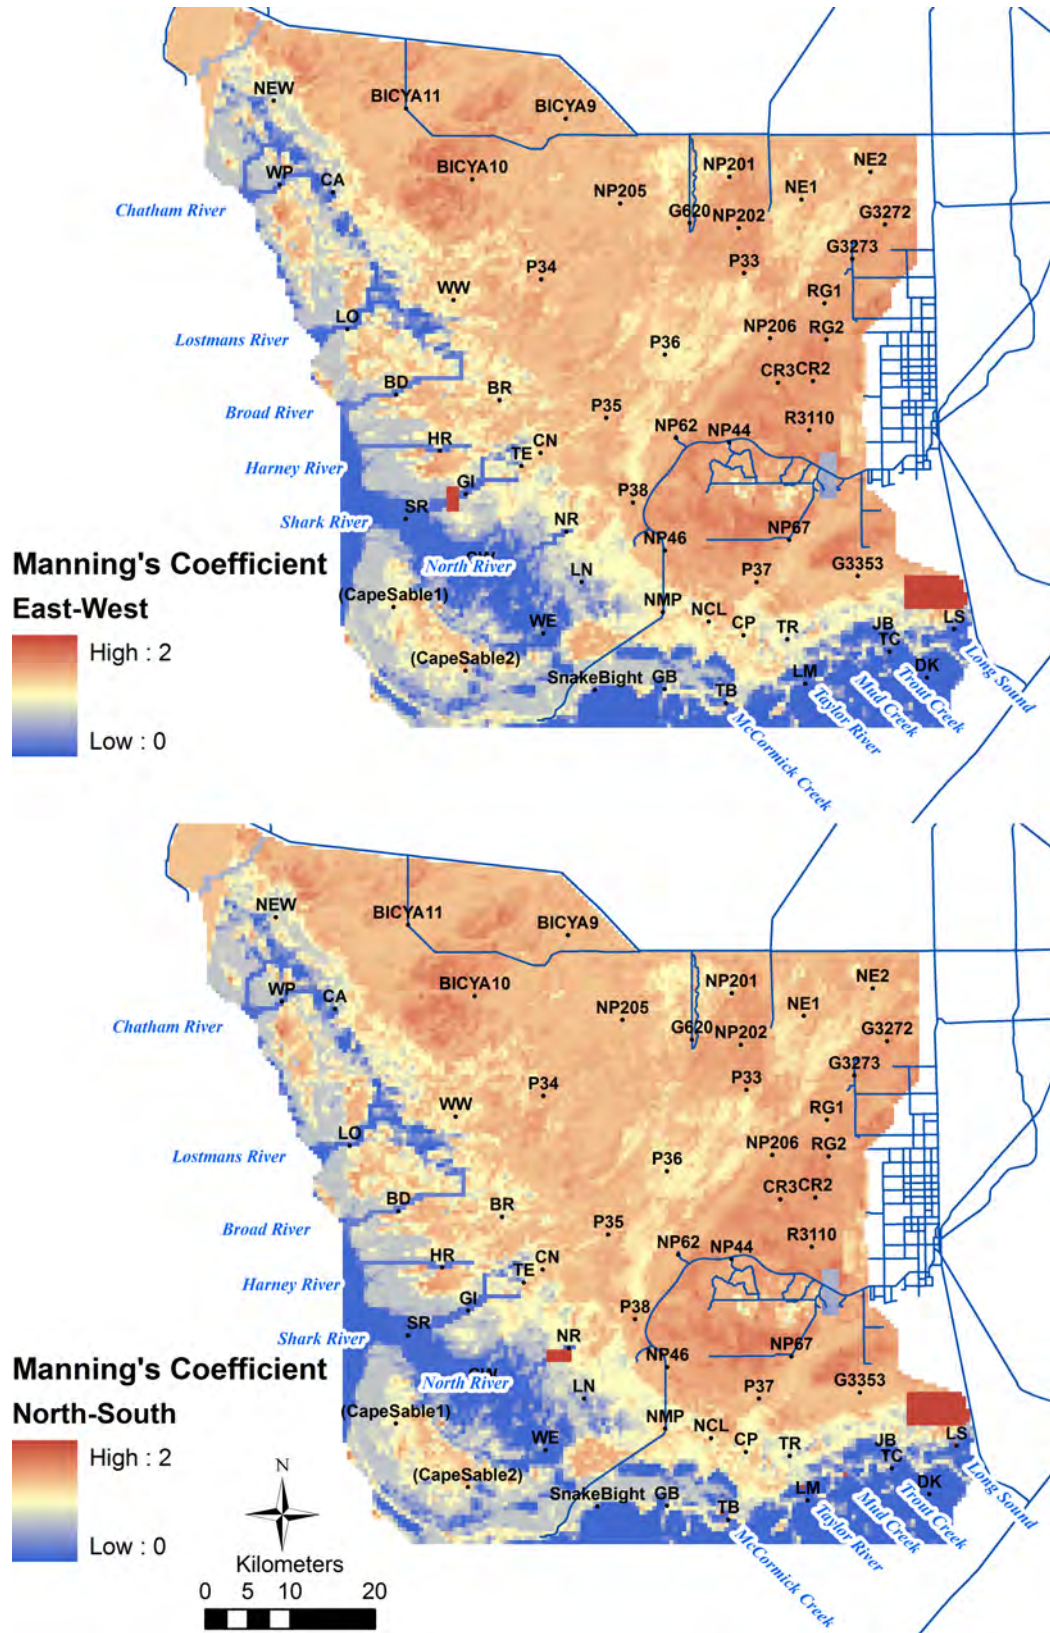 NEW
BICYA11
BICYA9
WP
CA
BICYA10
NP205
NP201
NE2
NE1
Chatham River
G620
NP202
G3272
G3273
P34
P33
WW
RG1
LO
NP206
RG2
Lostmans River
P36
BD
BR
CR3
CR2
Broad River
P35
NP62
NP44
R3110
HR
CN
TE
Harney River
GI
P38
SR
Shark River
NR
NP46
NP67
North River
Manning's Coefficient
East-West
LN
P37
G3353
(CapeSable1)
High : 2
WE
NMP
NCL
CP
TR
JB
TC
LS
(CapeSable2)
SnakeBight
GB
TB
LM
DK
Long Sound
Trout Creek
Mud Creek
Taylor River
McCormick Creek
Low : 0
NEW
BICYA11
BICYA9
WP
CA
BICYA10
NP205
NP201
NE2
NE1
Chatham River
G620
NP202
G3272
G3273
P34
P33
WW
RG1
LO
NP206
RG2
Lostmans River
P36
BD
BR
CR3
CR2
Broad River
P35
NP62
NP44
R3110
HR
CN
TE
Harney River
GI
P38
SR
Shark River
NR
NP46
NP67
North River
Manning's Coefficient
North-South
LN
P37
G3353
(CapeSable1)
High : 2
WE
NMP
NCL
CP
TR
JB
TC
LS
(CapeSable2)
SnakeBight
GB
TB
LM
DK
Long Sound
Trout Creek
Mud Creek
Taylor River
McCormick Creek
Low : 0
N
Kilometers
0 5 10 20